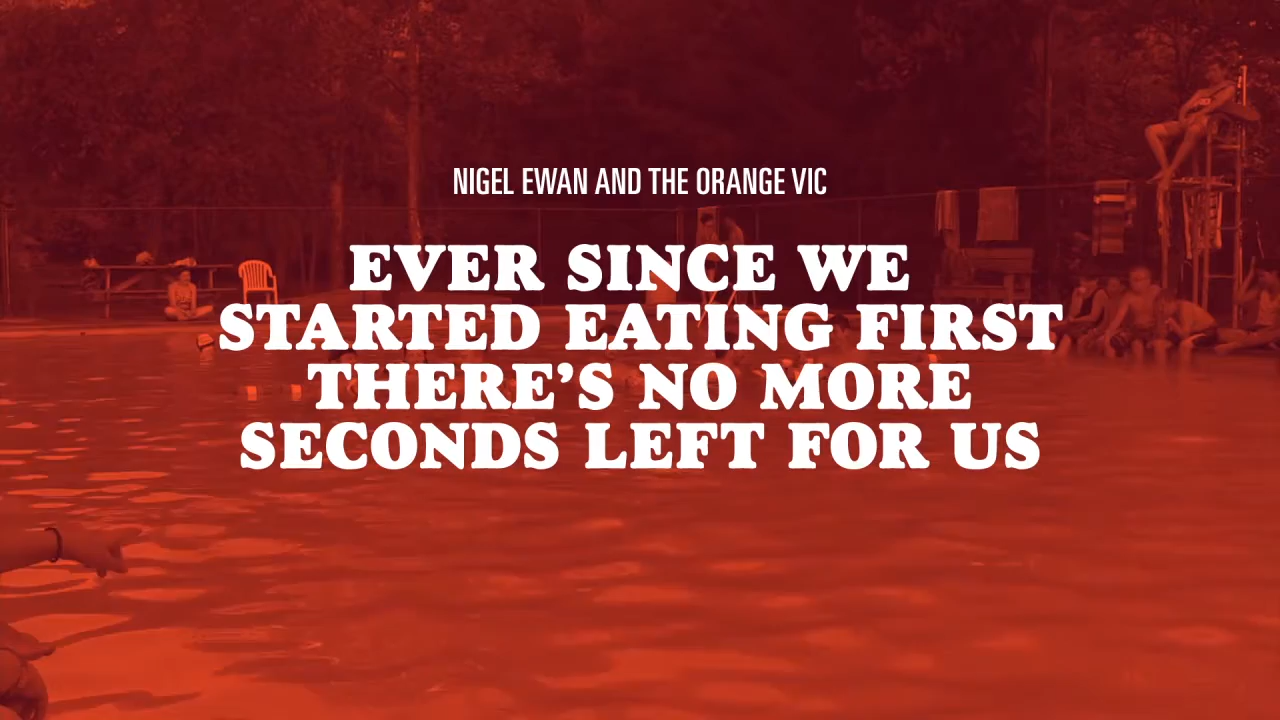 NIGEL EWAN AND THE ORANGE VIC
EVER SINCE WE
STARTED EATING FIRST
THERE'S NO MORE
SECONDS LEFT FOR US